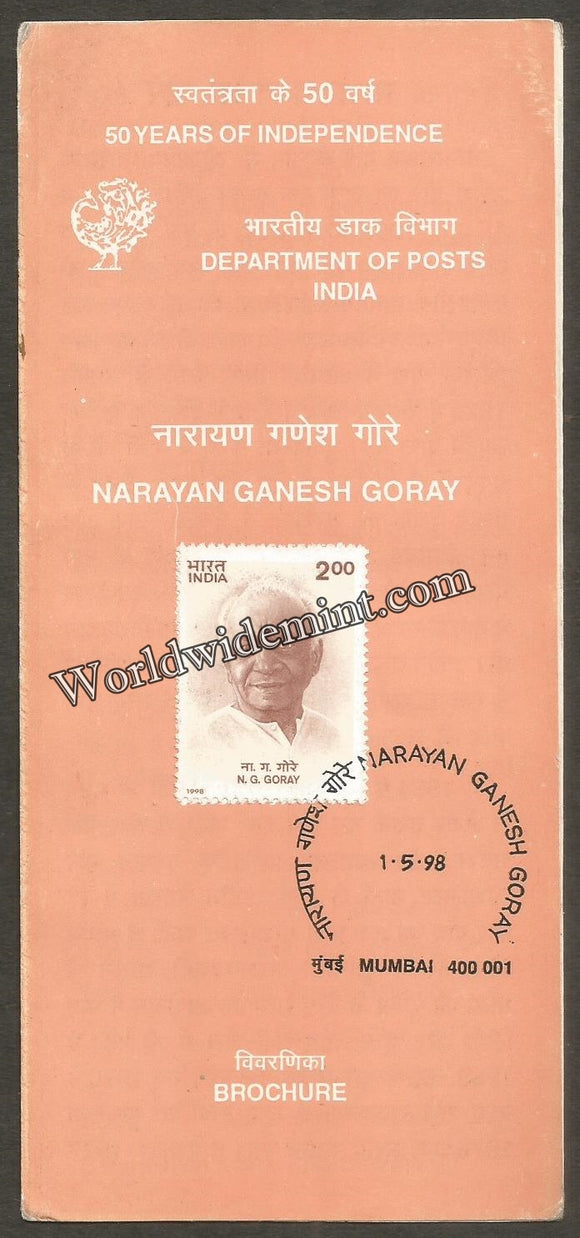 स्वतंत्रता के 50 वर्ष
50 YEARS OF INDEPENDENCE
भारतीय डाक विभाग
DEPARTMENT OF POSTS
INDIA
नारायण गणेश गोरे
NARAYAN GANESH GORAY
भारत 2.00
INDIA
Worldwidemint.com
ना. ग. गोरे
N. G. GORAY
1998
नारायण गणेश गोरे NARAYAN GANESH GORAY
1·5·98
मुंबई MUMBAI 400 001
विवरणिका
BROCHURE